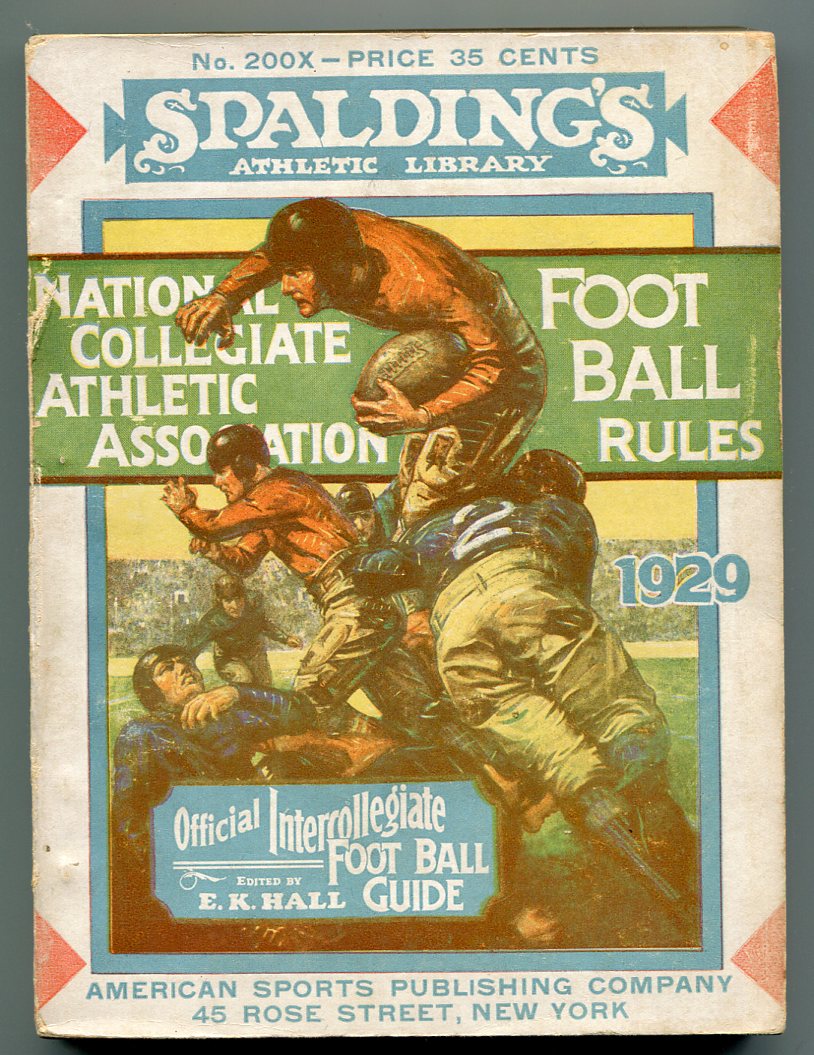 No. 200X — PRICE 35 CENTS
SPALDING'S
ATHLETIC LIBRARY
NATIONAL
COLLEGIATE
ATHLETIC
ASSOCIATION
FOOT
BALL
RULES
2
1929
Official Intercollegiate
FOOT BALL
GUIDE
EDITED BY
E. K. HALL
AMERICAN SPORTS PUBLISHING COMPANY
45 ROSE STREET, NEW YORK